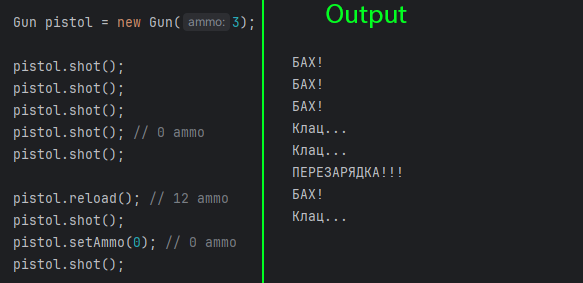 Gun pistol = new Gun( ammo: 3);
pistol.shot();
pistol.shot();
pistol.shot();
pistol.shot(); // 0 ammo
pistol.shot();
pistol.reload(); // 12 ammo
pistol.shot();
pistol.setAmmo(0); // 0 ammo
pistol.shot();
Output
БАХ!
БАХ!
БАХ!
Клац...
Клац...
ПЕРЕЗАРЯДКА!!!
БАХ!
Клац...